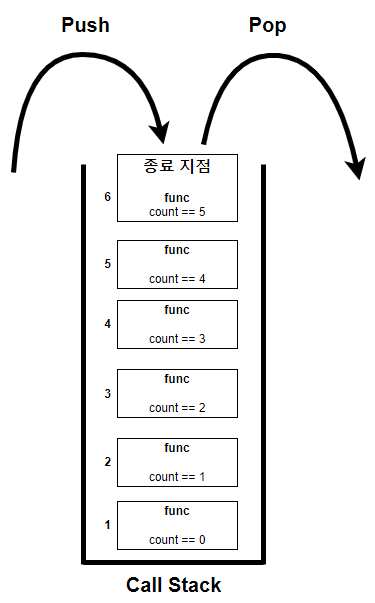 Push Pop
종료 지점
6 func
count == 5
5 func
count == 4
4 func
count == 3
3 func
count == 2
2 func
count == 1
1 func
count == 0
Call Stack